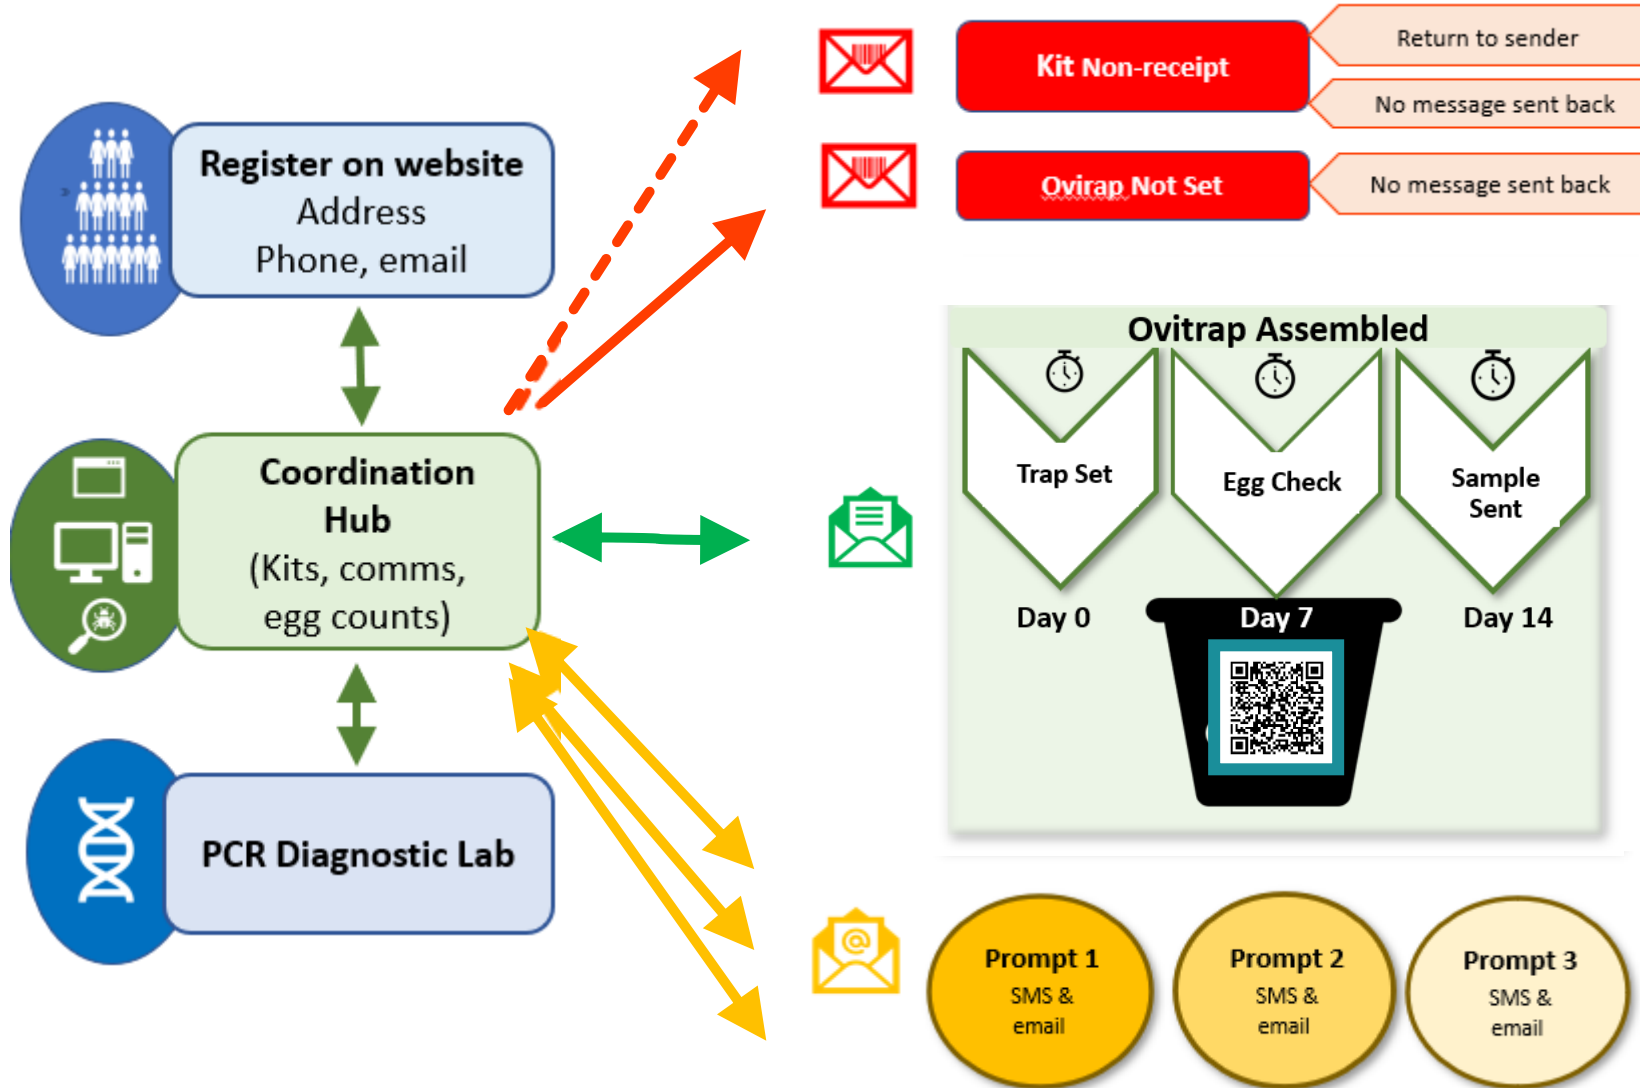 Register on website
Address
Phone, email
Coordination
Hub
(Kits, comms,
egg counts)
PCR Diagnostic Lab
Kit Non-receipt
Return to sender
No message sent back
Ovirap Not Set
No message sent back
Ovitrap Assembled
Trap Set
Egg Check
Sample
Sent
Day 0
Day 7
Day 14
Prompt 1
SMS &
email
Prompt 2
SMS &
email
Prompt 3
SMS &
email